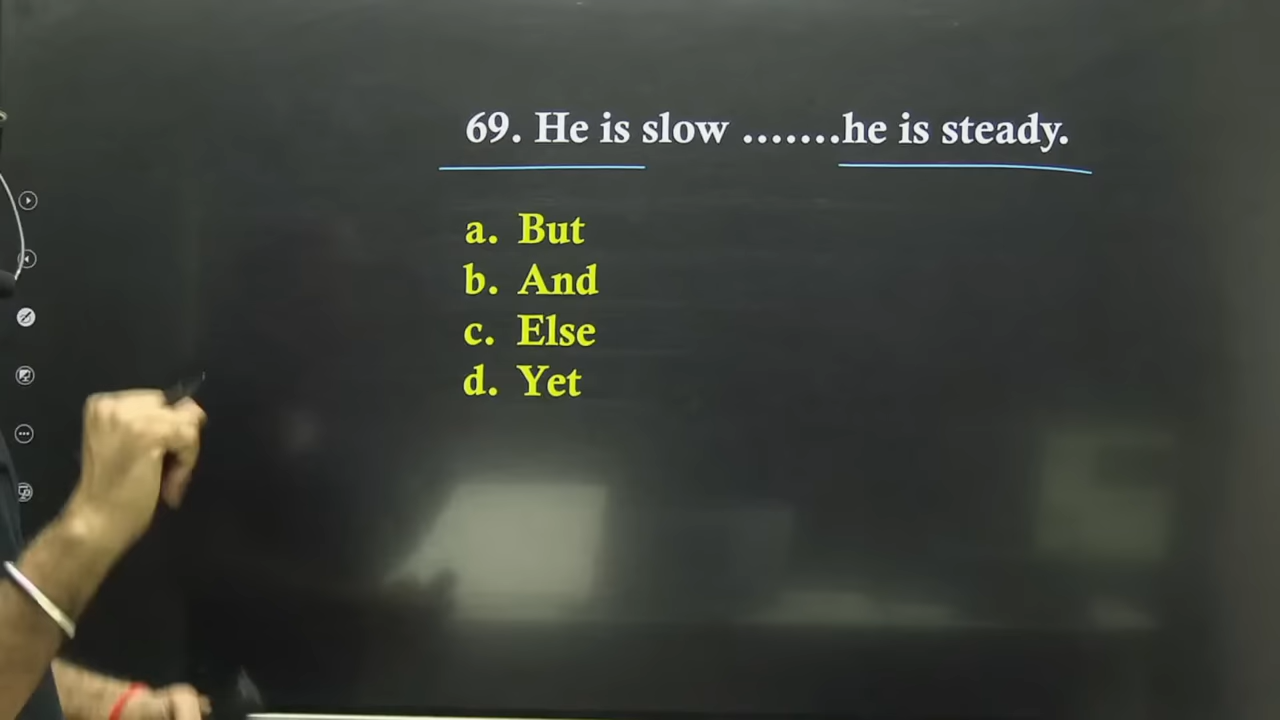 69. He is slow .......he is steady.
a. But
b. And
c. Else
d. Yet